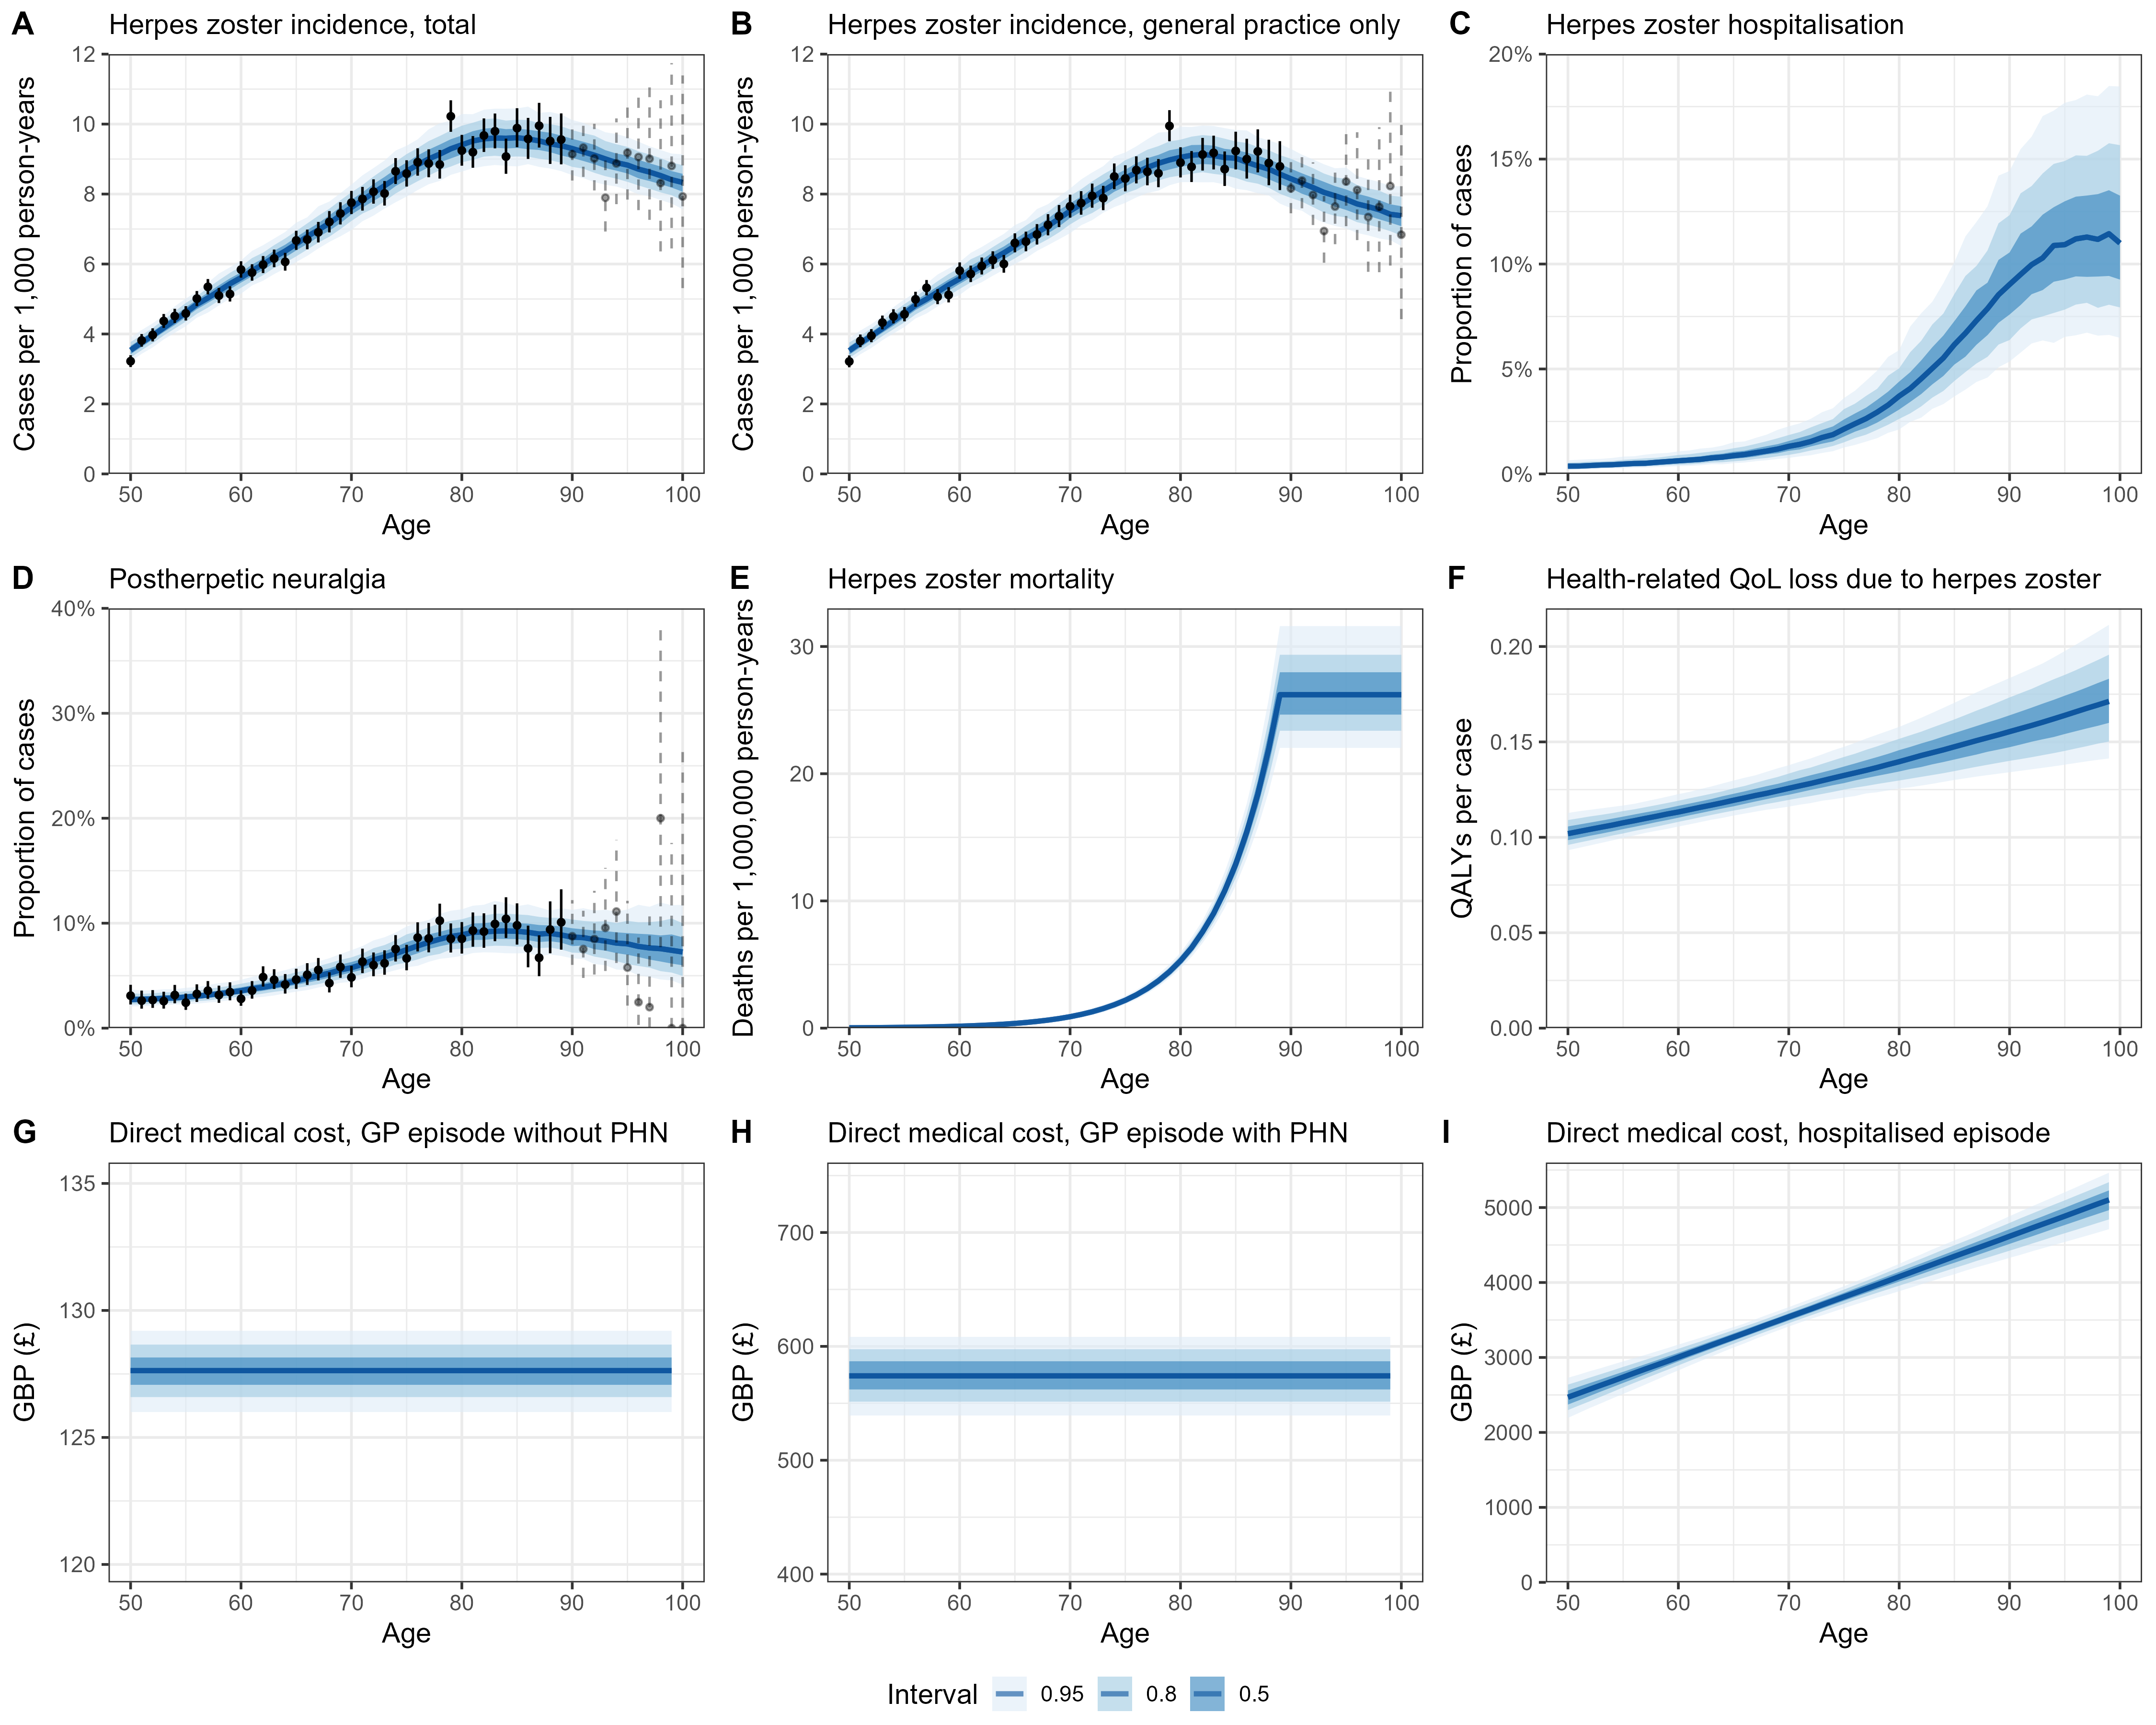 A Herpes zoster incidence, total
Cases per 1,000 person-years
12
10
8
6
4
2
0
50 60 70 80 90 100
Age
B Herpes zoster incidence, general practice only
Cases per 1,000 person-years
12
10
8
6
4
2
0
50 60 70 80 90 100
Age
C Herpes zoster hospitalisation
Proportion of cases
20%
15%
10%
5%
0%
50 60 70 80 90 100
Age
D Postherpetic neuralgia
Proportion of cases
40%
30%
20%
10%
0%
50 60 70 80 90 100
Age
E Herpes zoster mortality
Deaths per 1,000,000 person-years
30
20
10
0
50 60 70 80 90 100
Age
F Health-related QoL loss due to herpes zoster
QALYs per case
0.20
0.15
0.10
0.05
0.00
50 60 70 80 90 100
Age
G Direct medical cost, GP episode without PHN
GBP (£)
135
130
125
120
50 60 70 80 90 100
Age
H Direct medical cost, GP episode with PHN
GBP (£)
700
600
500
400
50 60 70 80 90 100
Age
I Direct medical cost, hospitalised episode
GBP (£)
5000
4000
3000
2000
1000
0
50 60 70 80 90 100
Age
Interval 0.95 0.8 0.5